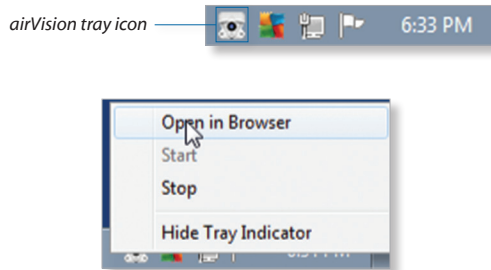 airVision tray icon
6:33 PM
Open in Browser
Start
Stop
Hide Tray Indicator